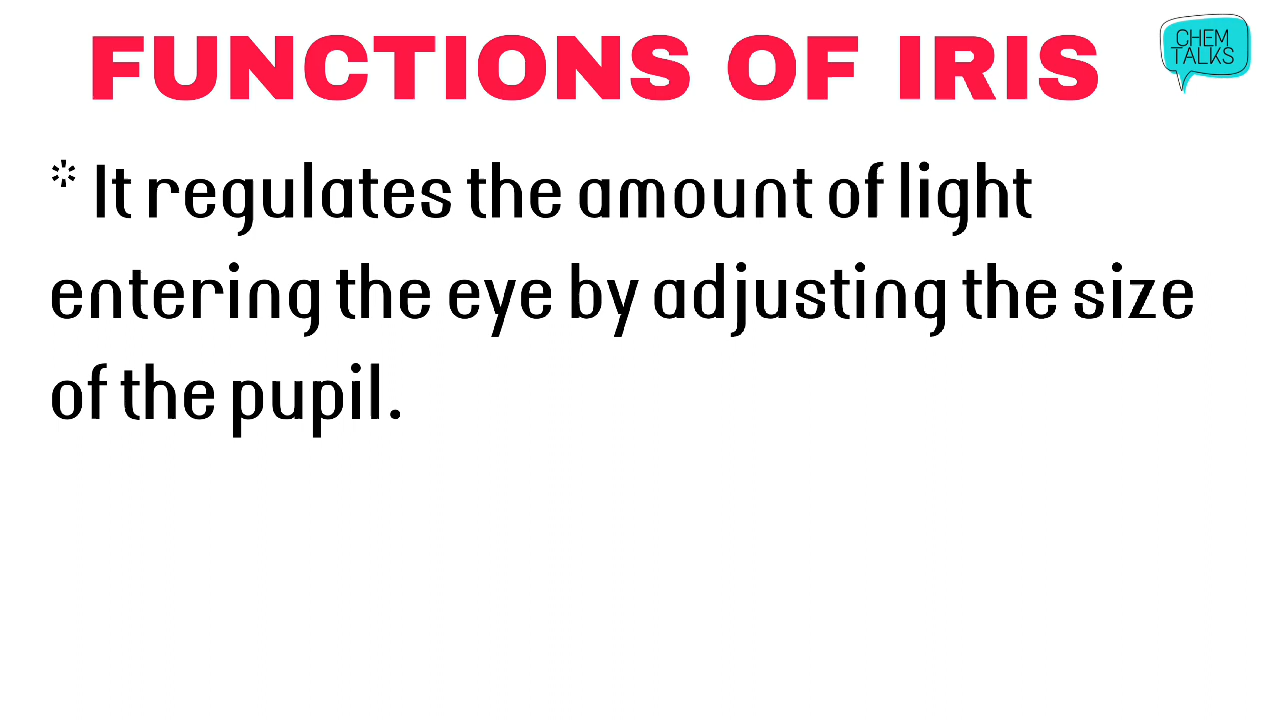 FUNCTIONS OF IRIS
CHEM
TALKS
* It regulates the amount of light
entering the eye by adjusting the size
of the pupil.